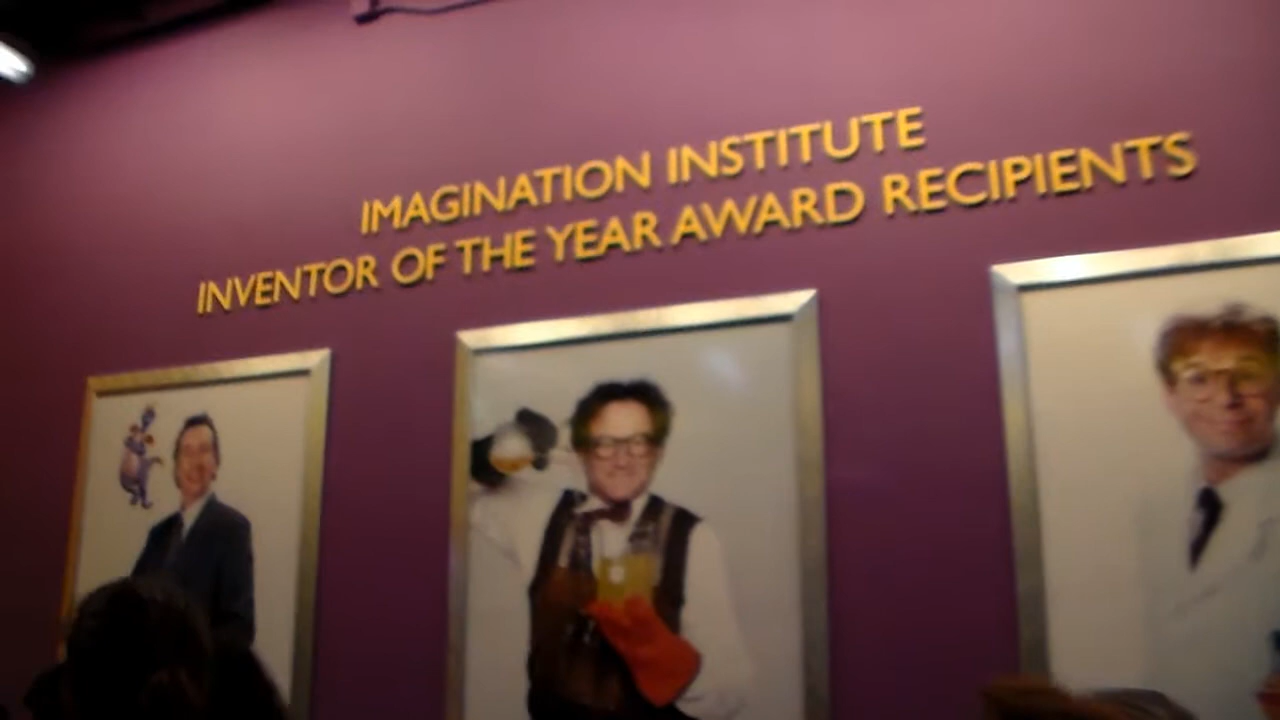 IMAGINATION INSTITUTE
INVENTOR OF THE YEAR AWARD RECIPIENTS